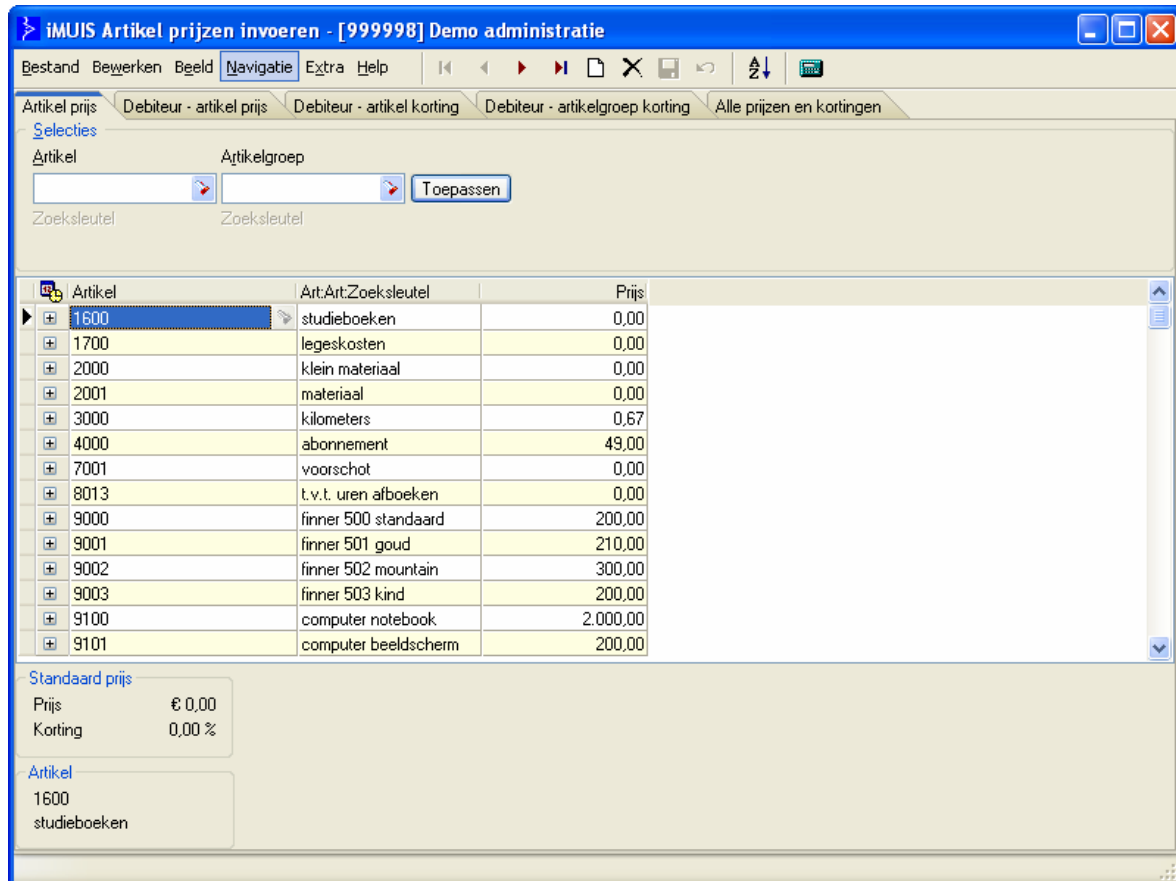 iMUIS Artikel prijzen invoeren - [999998] Demo administratie
Bestand Bewerken Beeld Navigatie Extra Help
Artikel prijs Debiteur - artikel prijs Debiteur - artikel korting Debiteur - artikelgroep korting Alle prijzen en kortingen
Selecties
Artikel Artikelgroep
Toepassen
Zoeksleutel Zoeksleutel
Artikel Art:Art:Zoeksleutel Prijs
1600 studieboeken 0,00
1700 legeskosten 0,00
2000 klein materiaal 0,00
2001 materiaal 0,00
3000 kilometers 0,67
4000 abonnement 49,00
7001 voorschot 0,00
8013 t.v.t. uren afboeken 0,00
9000 finner 500 standaard 200,00
9001 finner 501 goud 210,00
9002 finner 502 mountain 300,00
9003 finner 503 kind 200,00
9100 computer notebook 2.000,00
9101 computer beeldscherm 200,00
Standaard prijs
Prijs € 0,00
Korting 0,00 %
Artikel
1600
studieboeken